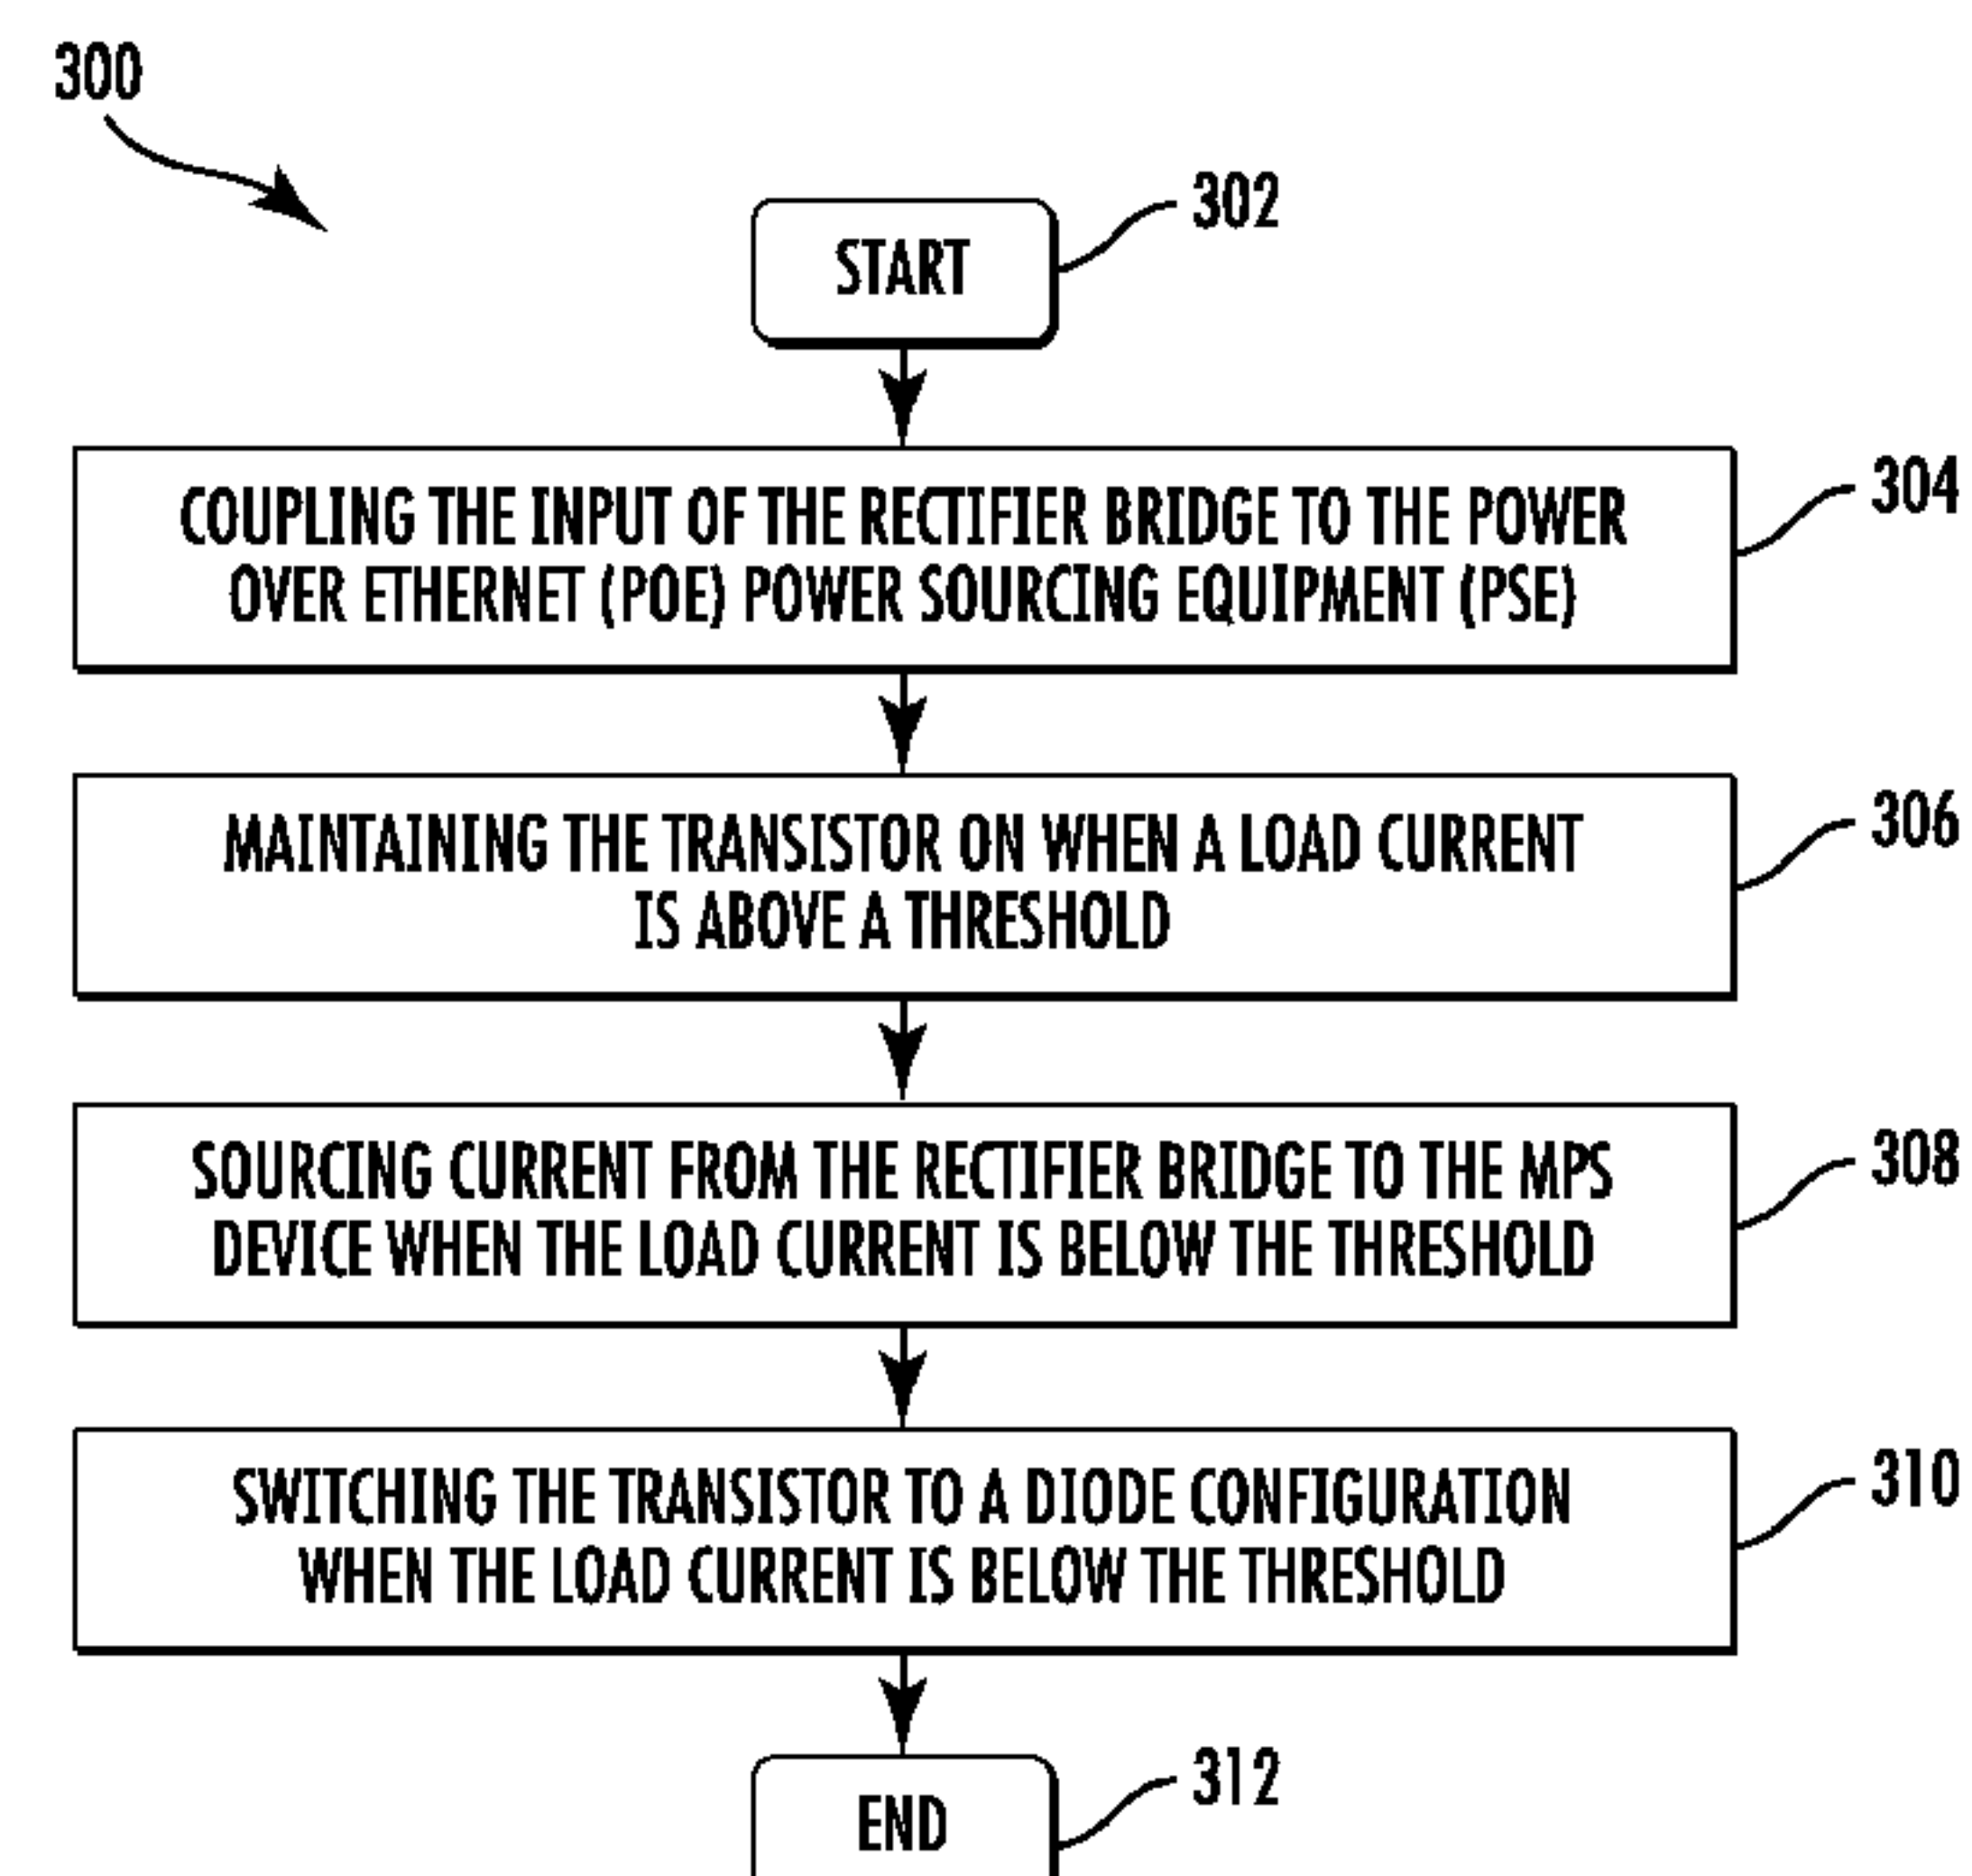 300
START
302
COUPLING THE INPUT OF THE RECTIFIER BRIDGE TO THE POWER
OVER ETHERNET (POE) POWER SOURCING EQUIPMENT (PSE)
304
MAINTAINING THE TRANSISTOR ON WHEN A LOAD CURRENT
IS ABOVE A THRESHOLD
306
SOURCING CURRENT FROM THE RECTIFIER BRIDGE TO THE MPS
DEVICE WHEN THE LOAD CURRENT IS BELOW THE THRESHOLD
308
SWITCHING THE TRANSISTOR TO A DIODE CONFIGURATION
WHEN THE LOAD CURRENT IS BELOW THE THRESHOLD
310
END
312